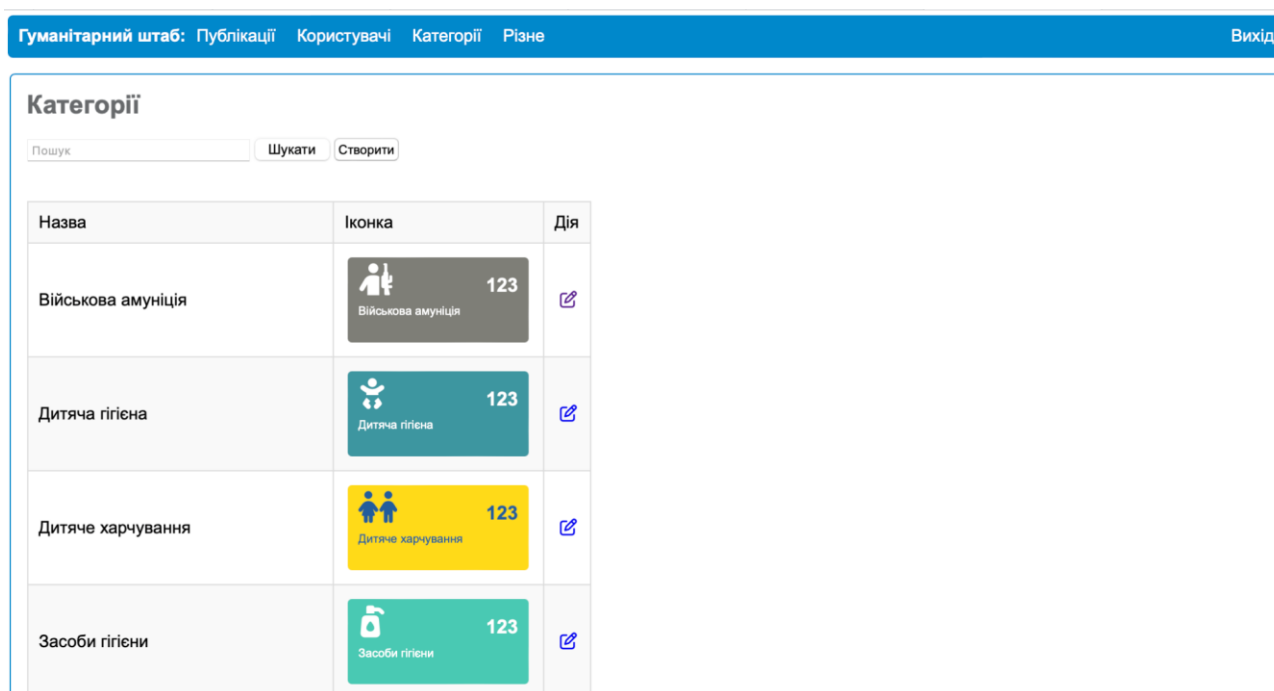 Гуманітарний штаб: Публікації Користувачі Категорії Різне Вихід
Категорії
Пошук Шукати Створити
Назва Іконка Дія
Військова амуніція
123
Військова амуніція
Дитяча гігієна
123
Дитяча гігієна
Дитяче харчування
123
Дитяче харчування
Засоби гігієни
123
Засоби гігієни